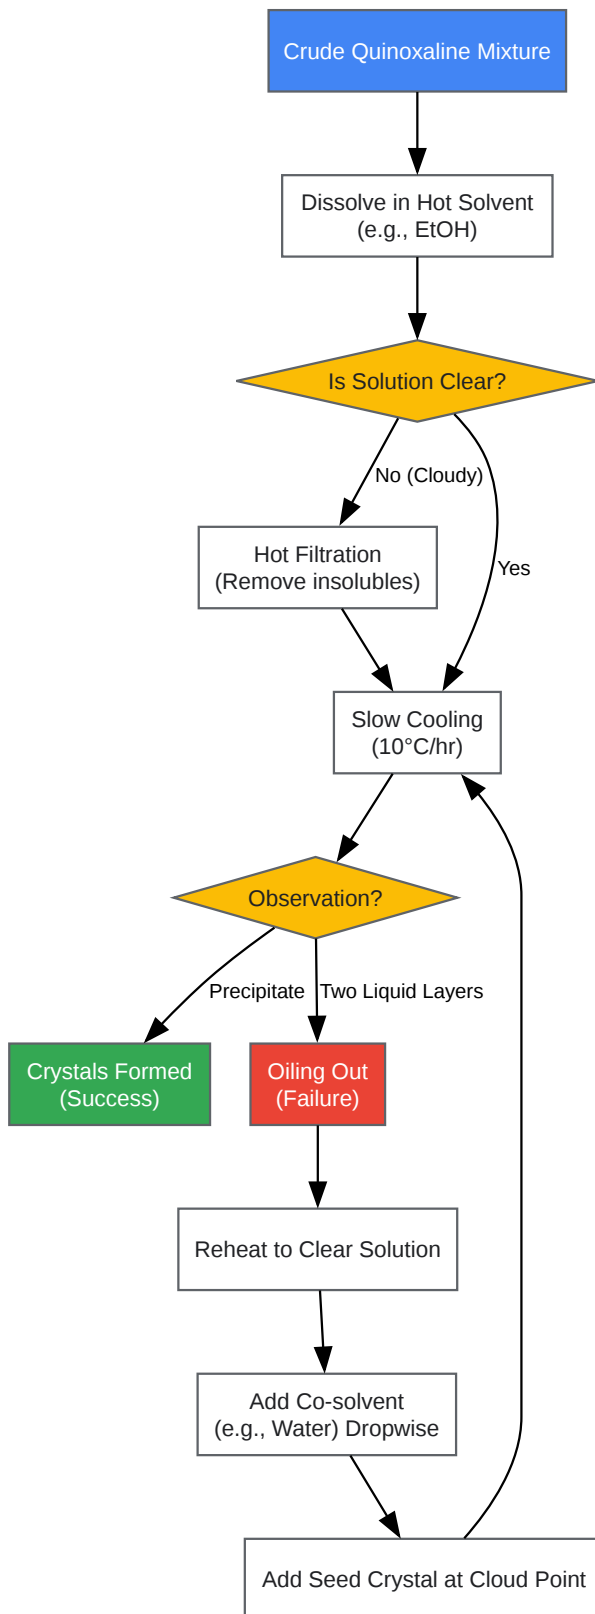 Crude Quinoxaline Mixture
Dissolve in Hot Solvent
(e.g., EtOH)
Is Solution Clear?
No (Cloudy)
Hot Filtration
(Remove insolubles)
Yes
Slow Cooling
(10°C/hr)
Observation?
Precipitate
Two Liquid Layers
Crystals Formed
(Success)
Oiling Out
(Failure)
Reheat to Clear Solution
Add Co-solvent
(e.g., Water) Dropwise
Add Seed Crystal at Cloud Point